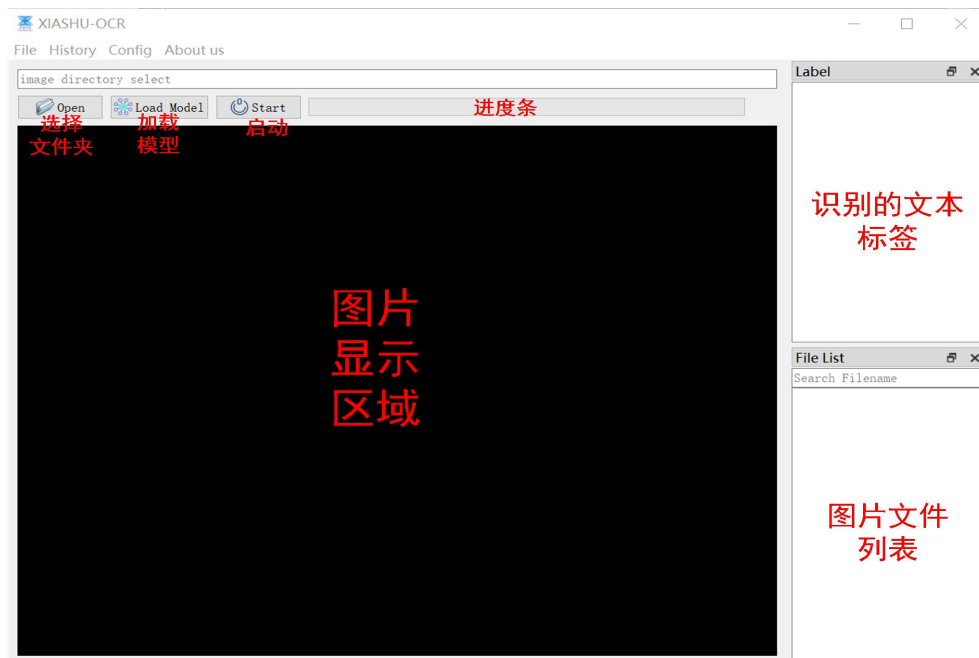 XIASHU-OCR
File History Config About us
image directory select
Open Load Model Start 进度条
选择
文件夹
加载
模型
启动
图片
显示
区域
Label
识别的文本
标签
File List
Search Filename
图片文件
列表